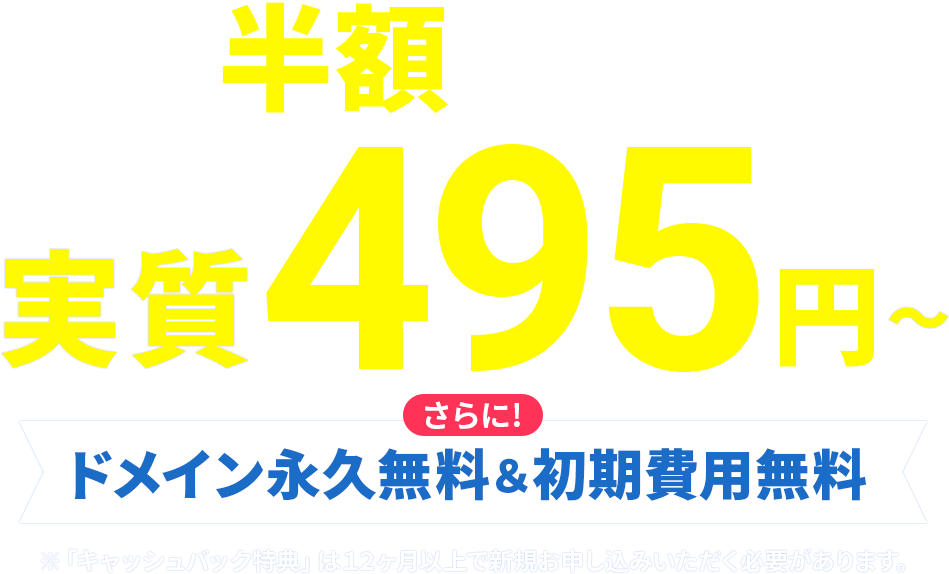 半額
実質495円～
さらに!
ドメイン永久無料&初期費用無料
※「キャッシュバック特典」は12ヶ月以上で新規お申し込みいただく必要があります。